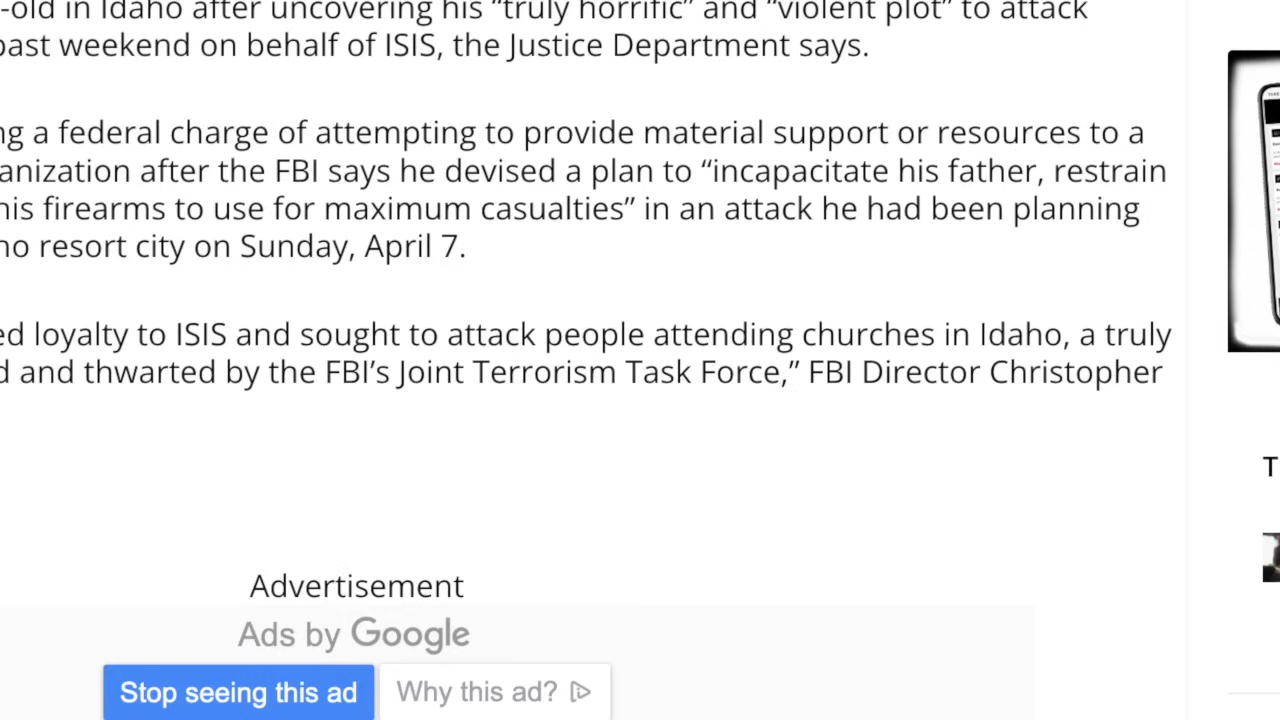 -old in Idaho after uncovering his “truly horrific” and “violent plot” to attack
past weekend on behalf of ISIS, the Justice Department says.
ng a federal charge of attempting to provide material support or resources to a
anization after the FBI says he devised a plan to “incapacitate his father, restrain
his firearms to use for maximum casualties” in an attack he had been planning
ho resort city on Sunday, April 7.
ed loyalty to ISIS and sought to attack people attending churches in Idaho, a truly
d and thwarted by the FBI’s Joint Terrorism Task Force,” FBI Director Christopher
T
Advertisement
Ads by Google
Stop seeing this ad
Why this ad?